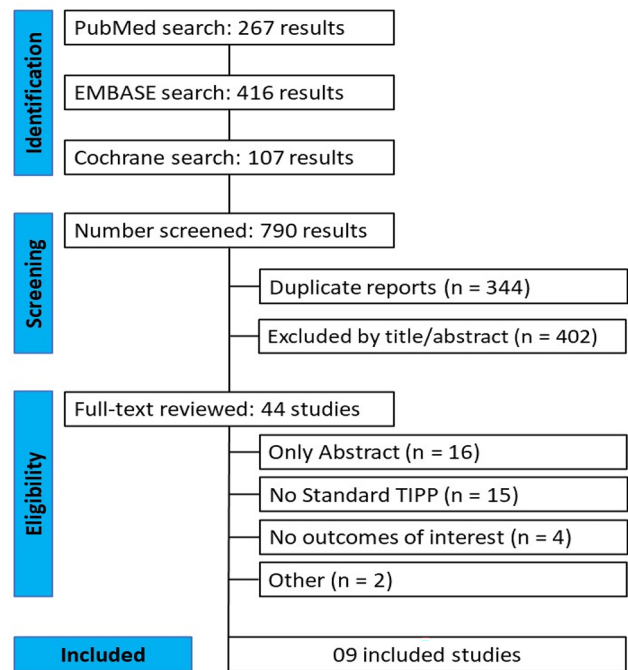 Identification
PubMed search: 267 results
EMBASE search: 416 results
Cochrane search: 107 results
Screening
Number screened: 790 results
Duplicate reports (n = 344)
Excluded by title/abstract (n = 402)
Eligibility
Full-text reviewed: 44 studies
Only Abstract (n = 16)
No Standard TIPP (n = 15)
No outcomes of interest (n = 4)
Other (n = 2)
Included
09 included studies